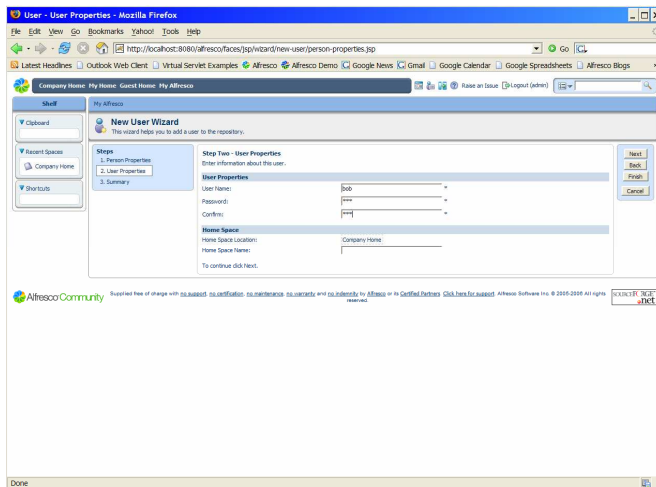 User - User Properties - Mozilla Firefox
File Edit View Go Bookmarks Yahoo! Tools Help
http://localhost:8080/alfresco/faces/jsp/wizard/new-user/person-properties.jsp
Go
Latest Headlines Outlook Web Client Virtual Servlet Examples Alfresco Alfresco Demo Google News Gmail Google Calendar Google Spreadsheets Alfresco Blogs
Company Home My Home Guest Home My Alfresco
Raise an Issue Logout (admin)
Shelf
My Alfresco
Clipboard
New User Wizard
This wizard helps you to add a user to the repository.
Recent Spaces
Company Home
Shortcuts
Steps
1. Person Properties
2. User Properties
3. Summary
Step Two - User Properties
Enter information about this user.
User Properties
User Name: bob *
Password: *** *
Confirm: *** *
Home Space
Home Space Location: Company Home
Home Space Name:
To continue click Next.
Next
Back
Finish
Cancel
Alfresco Community
Supplied free of charge with no support, no certification, no maintenance, no warranty and no indemnity by Alfresco or its Certified Partners. Click here for support. Alfresco Software Inc. © 2005-2006 All rights
reserved.
SOURCEFORGE
.net
Done